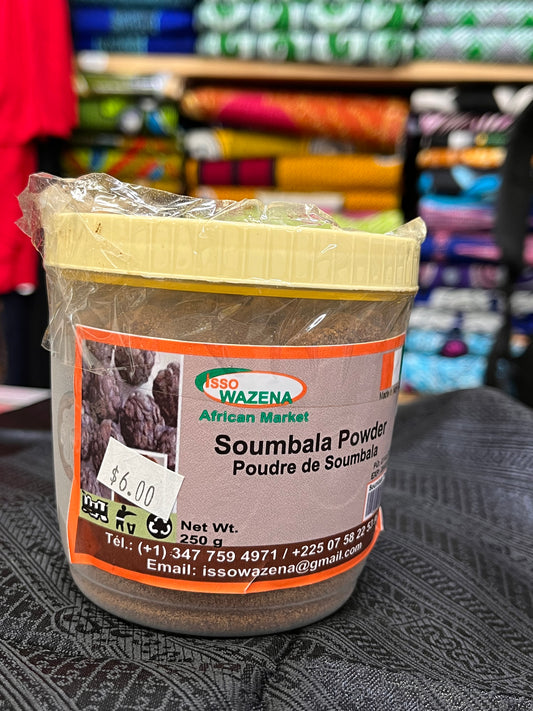 Isso
WAZENA
African Market
Soumbala Powder
Poudre de Soumbala
$6.00
Net Wt.
250 g
Tél.: (+1) 347 759 4971 / +225 07 58 22 53
Email: issowazena@gmail.com